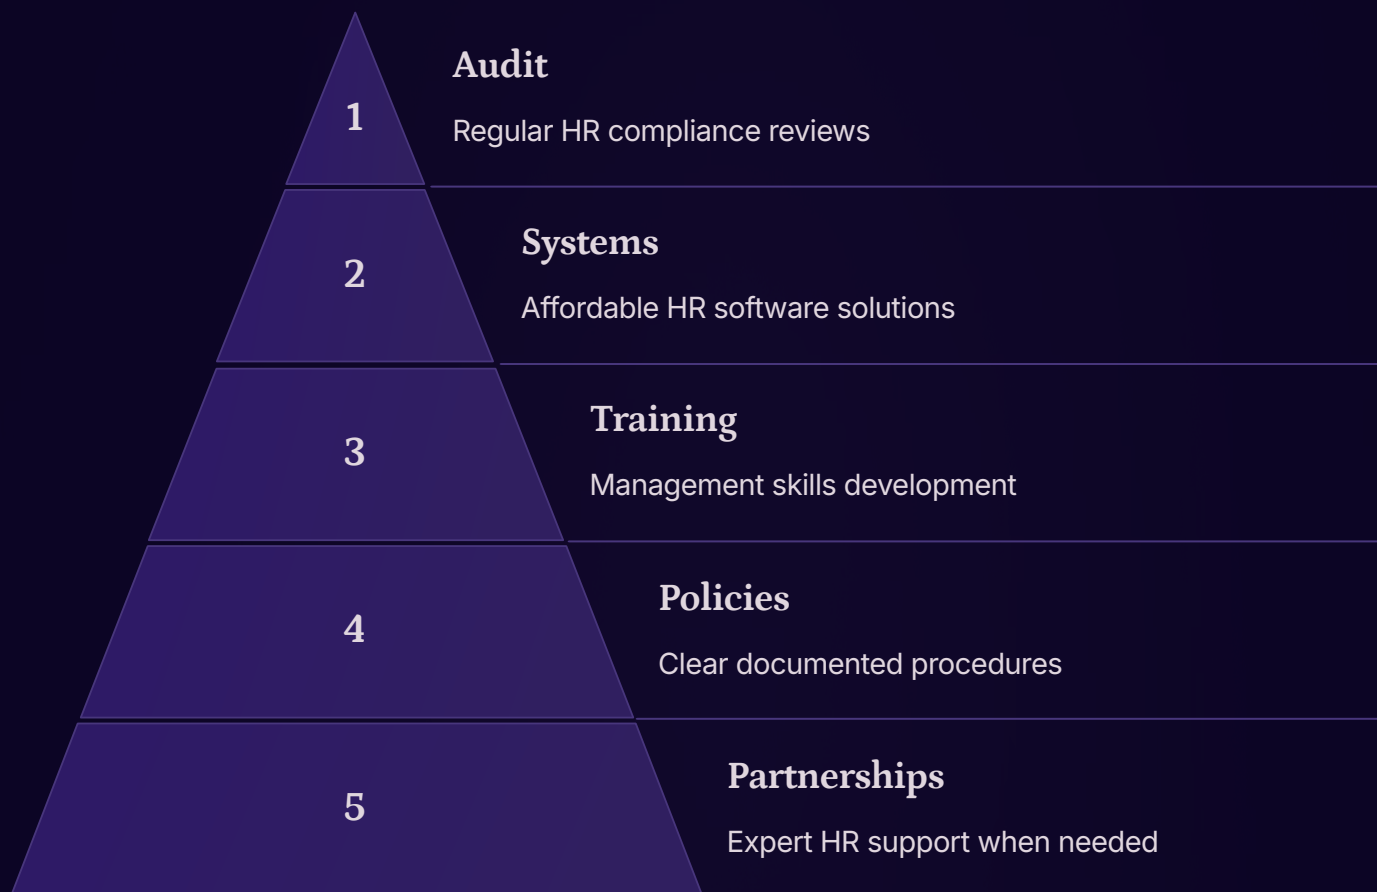 1
Audit
Regular HR compliance reviews
2
Systems
Affordable HR software solutions
3
Training
Management skills development
4
Policies
Clear documented procedures
5
Partnerships
Expert HR support when needed